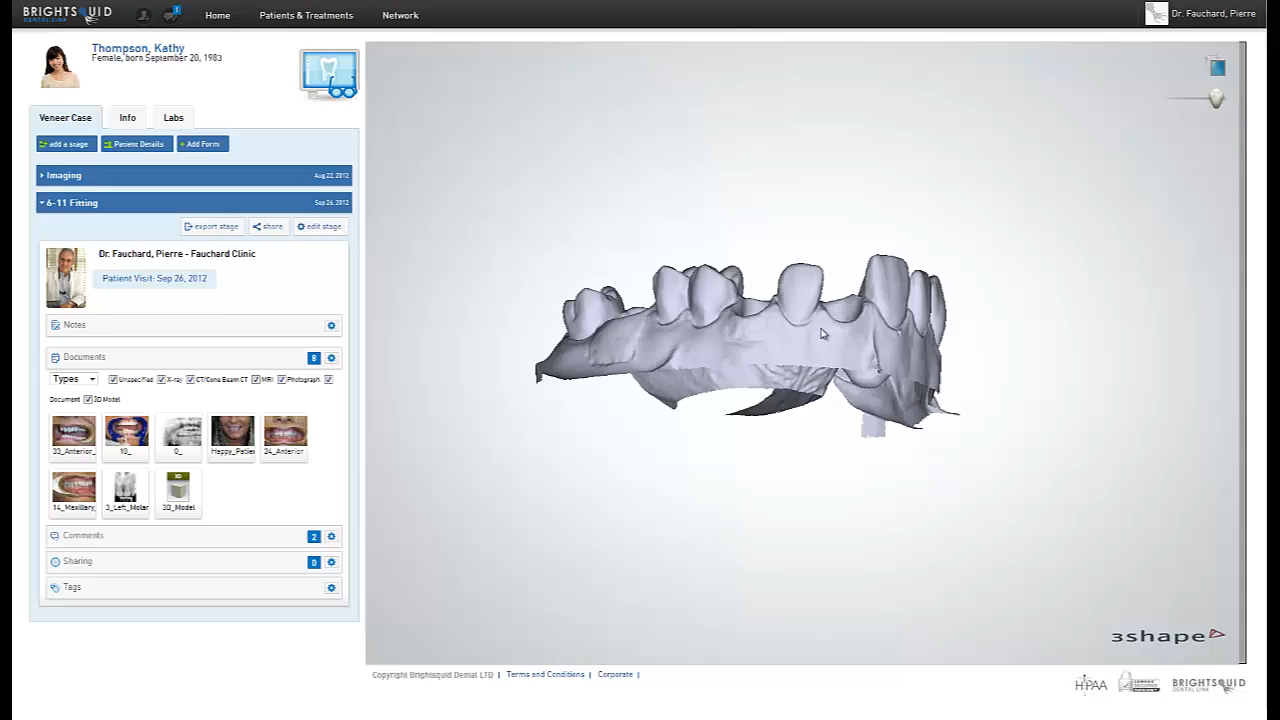 BRIGHTSQUID
DENTAL LINK
1
Home
Patients & Treatments
Network
Dr. Fauchard, Pierre
Thompson, Kathy
Female, born September 20, 1983
Veneer Case
Info
Labs
add a stage
Patient Details
+ Add Form
Imaging
Aug 22, 2012
6-11 Fitting
Sep 26, 2012
export stage
share
edit stage
Dr. Fauchard, Pierre - Fauchard Clinic
Patient Visit: Sep 26, 2012
Notes
Documents
8
Types
Unspecified
X-ray
CT/Cone Beam CT
MRI
Photograph
Document
3D Model
33_Anterior_
10_
0_
Happy_Patie
24_Anterior
14_Maxillary_
3_Left_Molar
3D
3D_Model
Comments
2
Sharing
0
Tags
3shape
Copyright Brightsquid Dental LTD |
Terms and Conditions |
Corporate |
HIPAA
BRIGHTSQUID
DENTAL LINK